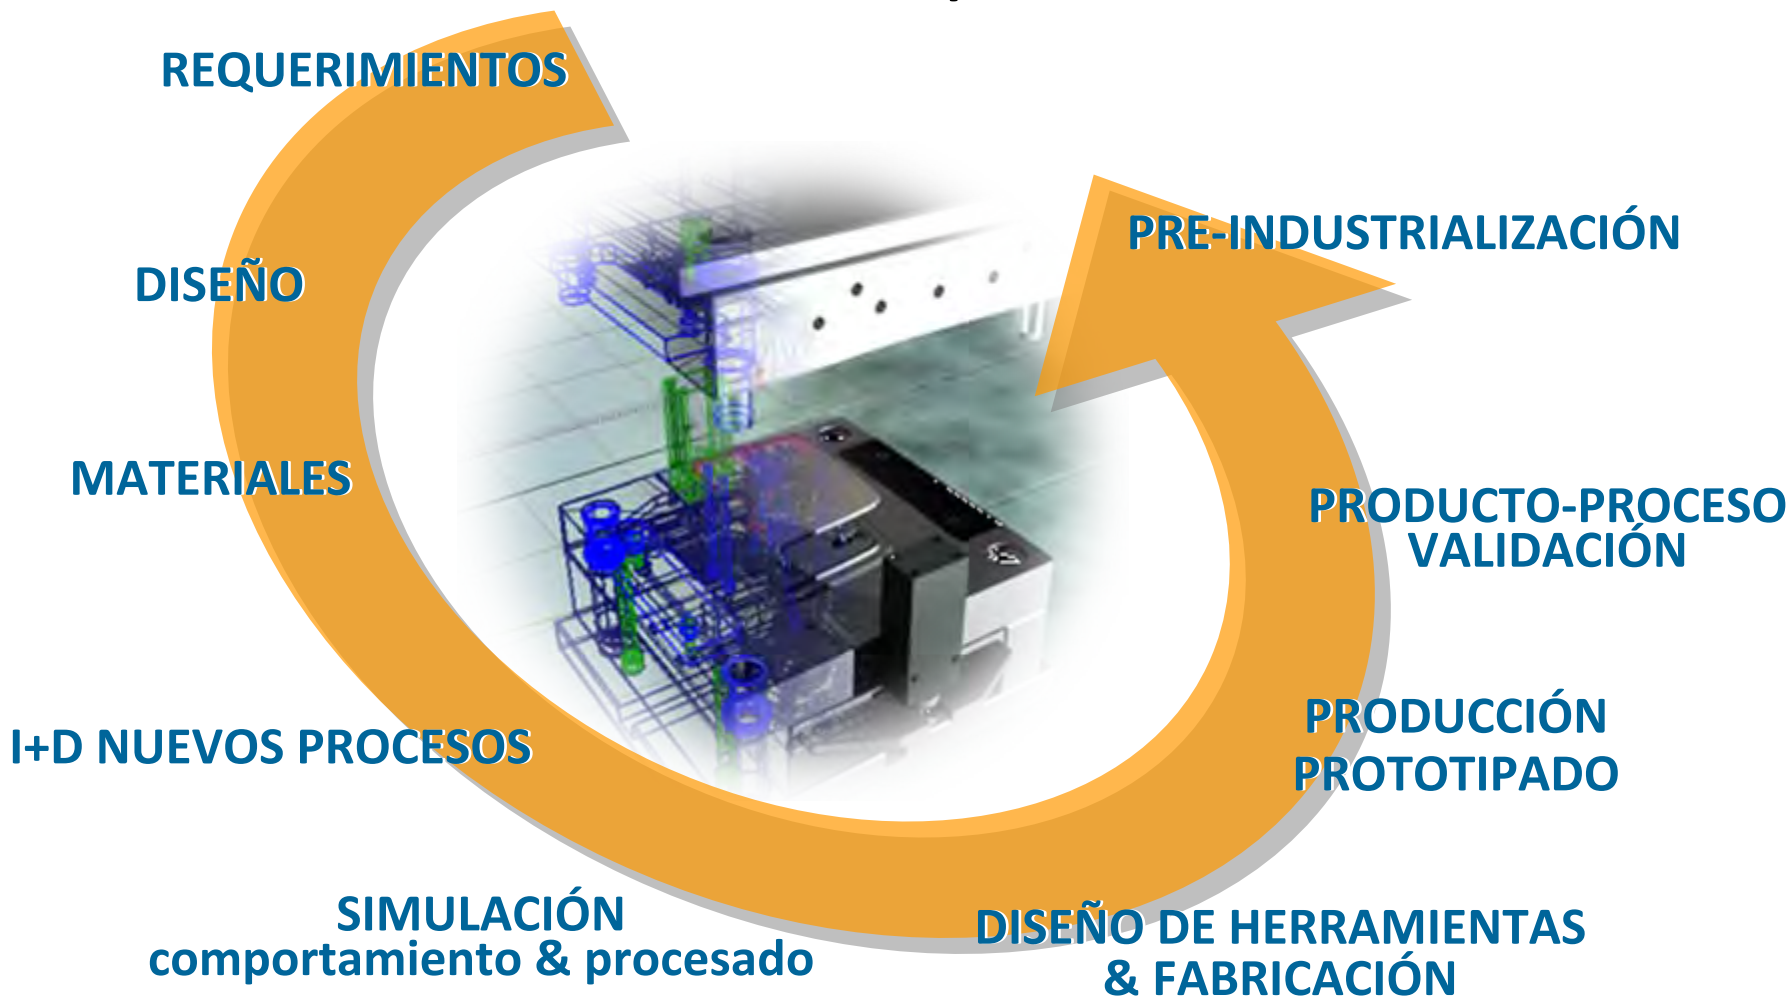 REQUERIMIENTOS
DISEÑO
MATERIALES
I+D NUEVOS PROCESOS
SIMULACIÓN
comportamiento & procesado
DISEÑO DE HERRAMIENTAS
& FABRICACIÓN
PRODUCCIÓN
PROTOTIPADO
PRODUCTO-PROCESO
VALIDACIÓN
PRE-INDUSTRIALIZACIÓN